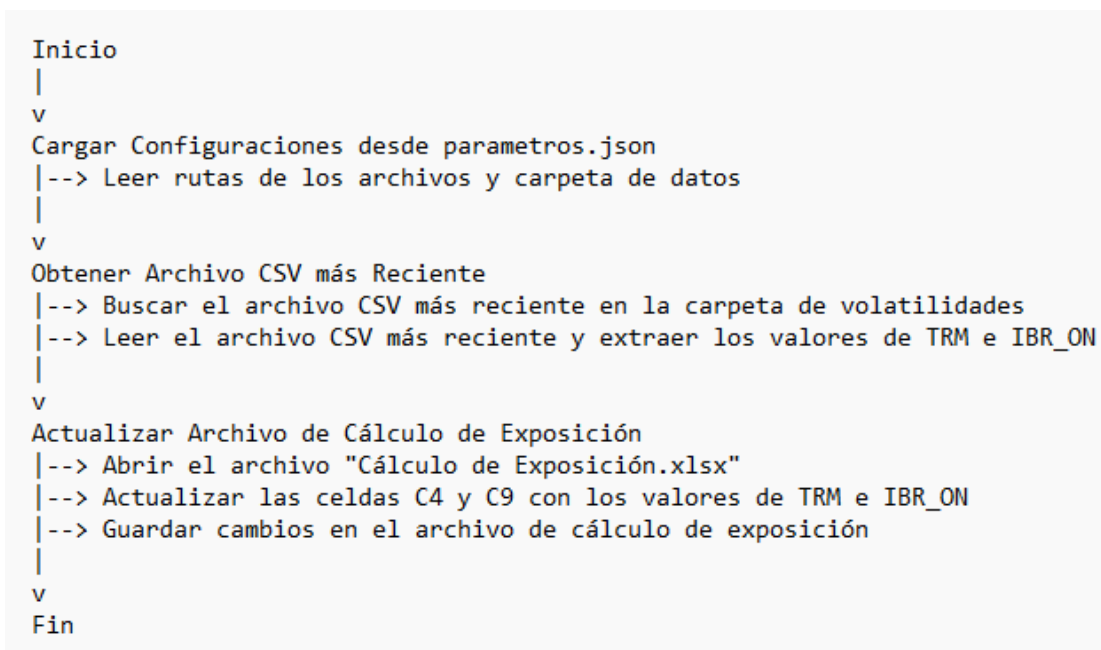 Inicio
|
v
Cargar Configuraciones desde parametros.json
|--> Leer rutas de los archivos y carpeta de datos
|
v
Obtener Archivo CSV más Reciente
|--> Buscar el archivo CSV más reciente en la carpeta de volatilidades
|--> Leer el archivo CSV más reciente y extraer los valores de TRM e IBR_ON
|
v
Actualizar Archivo de Cálculo de Exposición
|--> Abrir el archivo "Cálculo de Exposición.xlsx"
|--> Actualizar las celdas C4 y C9 con los valores de TRM e IBR_ON
|--> Guardar cambios en el archivo de cálculo de exposición
|
v
Fin